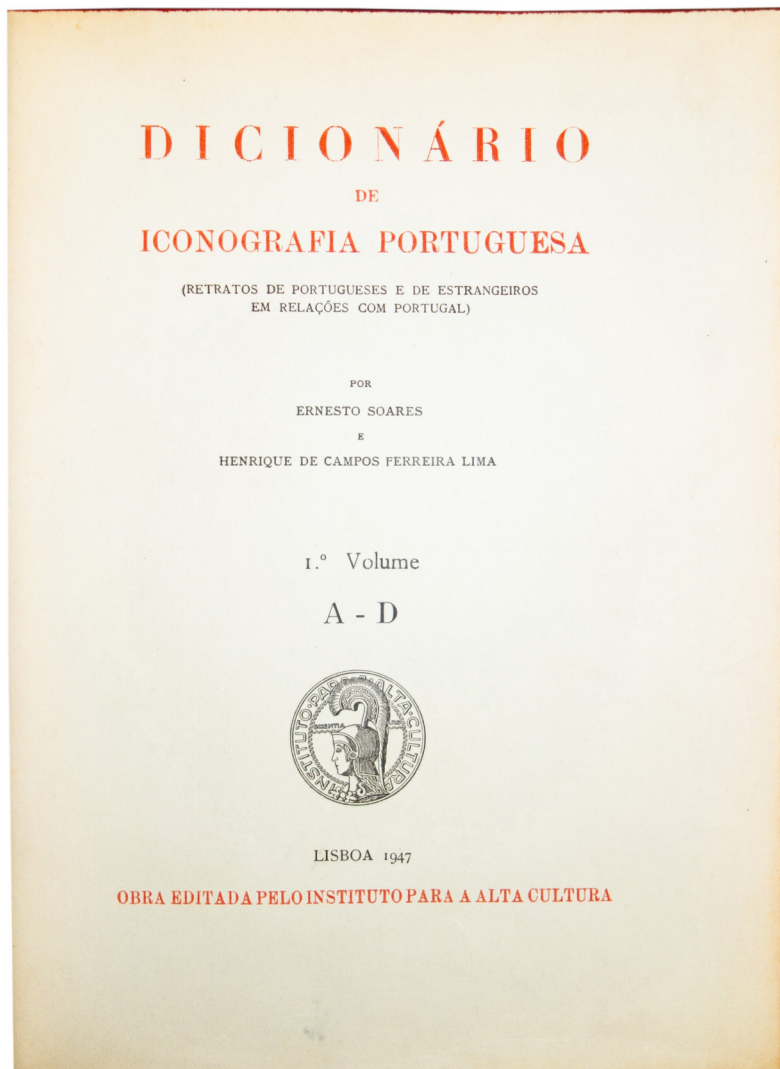 DICIONÁRIO
DE
ICONOGRAFIA PORTUGUESA
(RETRATOS DE PORTUGUESES E DE ESTRANGEIROS
EM RELAÇÕES COM PORTUGAL)
POR
ERNESTO SOARES
E
HENRIQUE DE CAMPOS FERREIRA LIMA
1.º Volume
A - D
INSTITUTO · PARA · A · ALTA · CULTURA
LISBOA 1947
OBRA EDITADA PELO INSTITUTO PARA A ALTA CULTURA